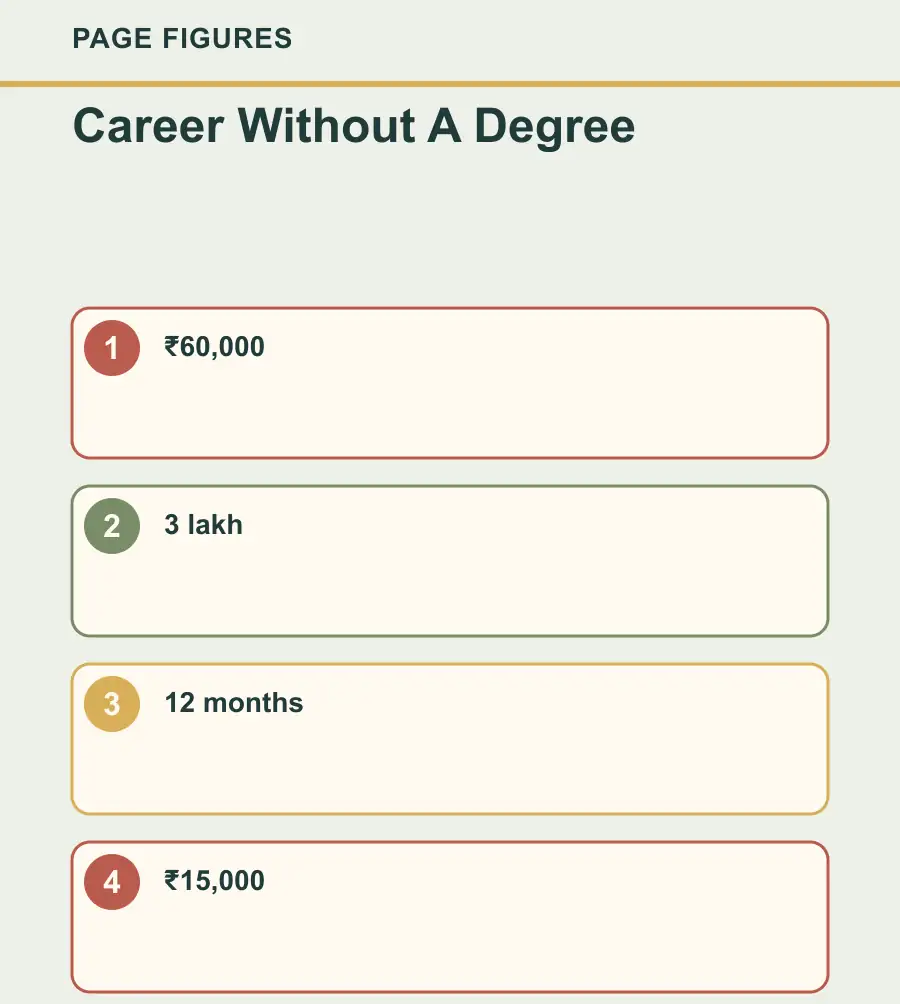 PAGE FIGURES
Career Without A Degree
1 ₹60,000
2 3 lakh
3 12 months
4 ₹15,000